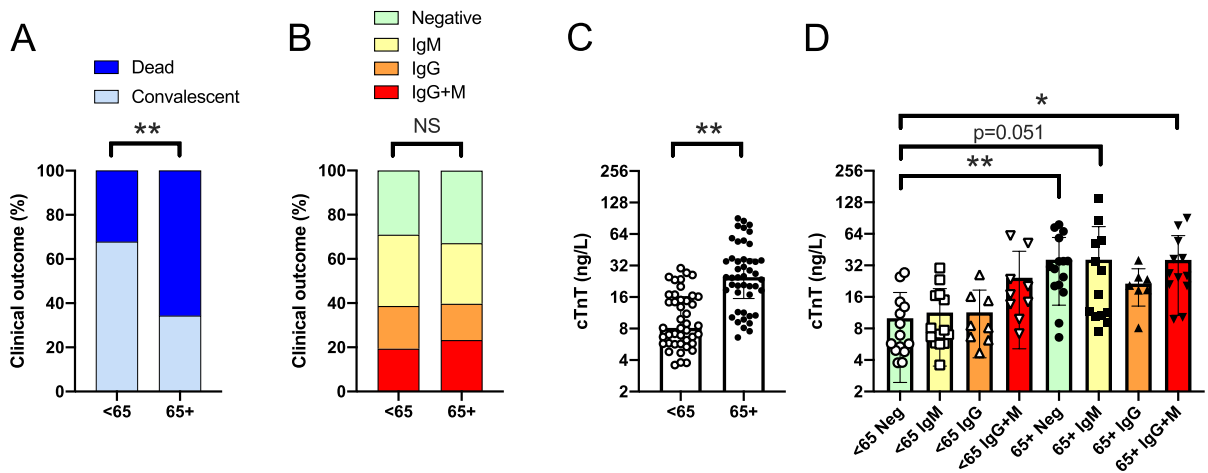 A
Dead
Convalescent
**
Clinical outcome (%)
100
80
60
40
20
0
<65
65+
B
Negative
IgM
IgG
IgG+M
NS
Clinical outcome (%)
100
80
60
40
20
0
<65
65+
C
**
cTnT (ng/L)
256
128
64
32
16
8
4
2
<65
65+
D
*
p=0.051
**
cTnT (ng/L)
256
128
64
32
16
8
4
2
<65 Neg
<65 IgM
<65 IgG
<65 IgG+M
65+ Neg
65+ IgM
65+ IgG
65+ IgG+M